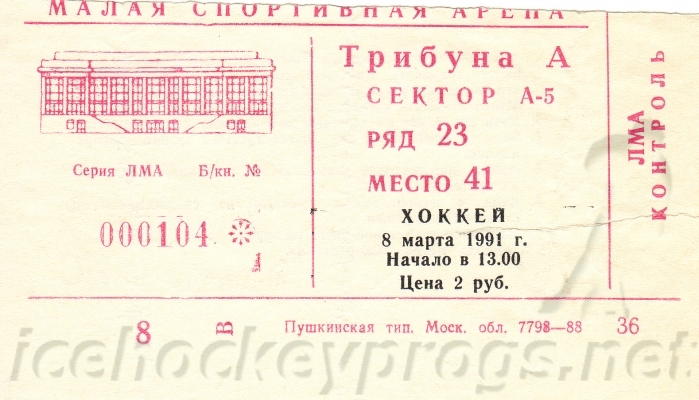 МАЛАЯ СПОРТИВНАЯ АРЕНА
Трибуна А
СЕКТОР А-5
РЯД 23
МЕСТО 41
ХОККЕЙ
8 марта 1991 г.
Начало в 13.00
Цена 2 руб.
Серия ЛМА Б/кн. №
000104
1
ЛМА
КОНТРОЛЬ
8 В Пушкинская тип. Моск. обл. 7798—88 36
icehockeyprogs.net